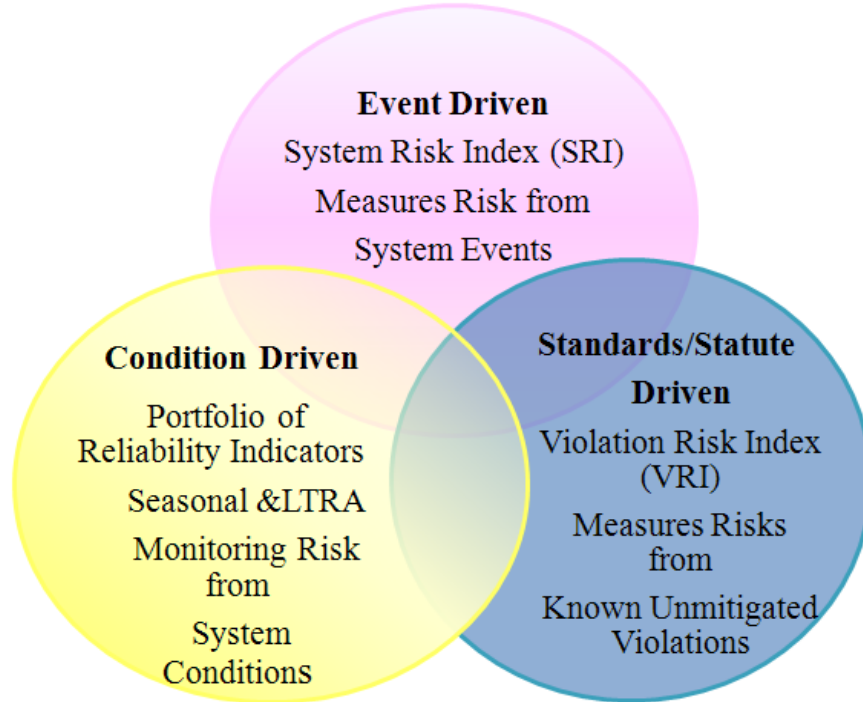 Event Driven
System Risk Index (SRI)
Measures Risk from
System Events
Condition Driven
Portfolio of
Reliability Indicators
Seasonal &LTRA
Monitoring Risk
from
System
Conditions
Standards/Statute
Driven
Violation Risk Index
(VRI)
Measures Risks
from
Known Unmitigated
Violations